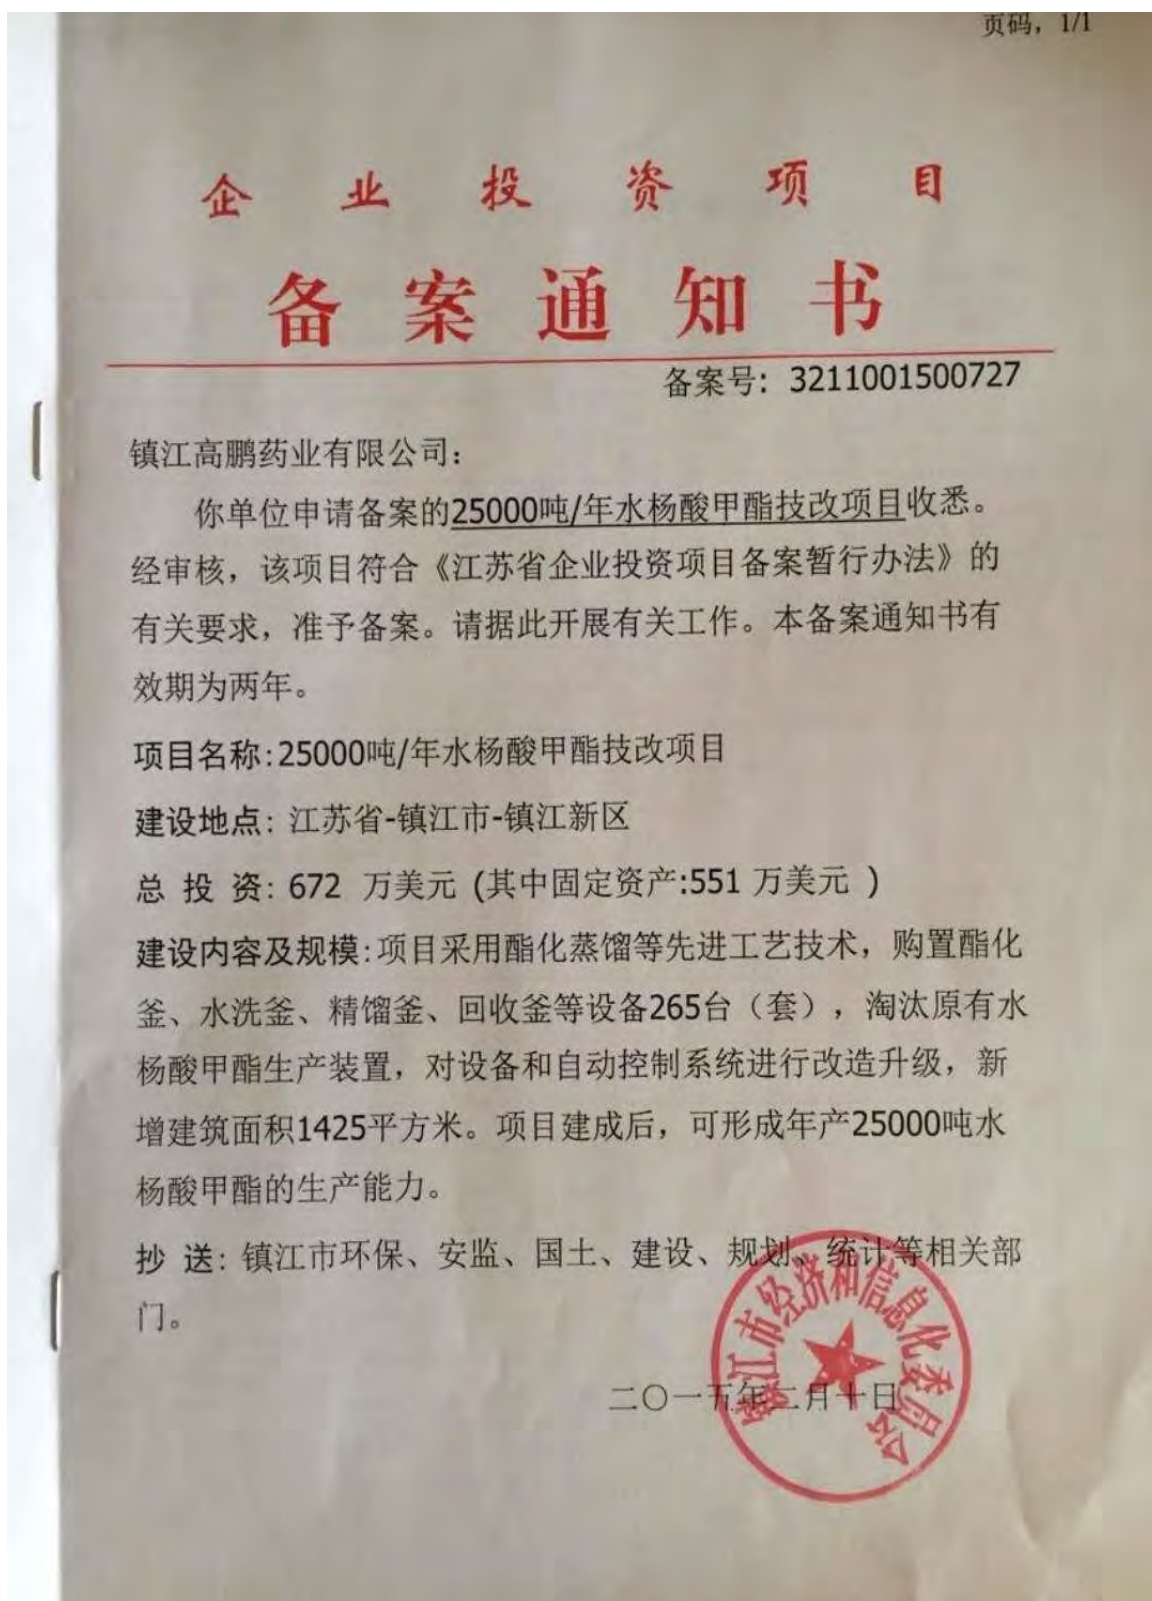 页码，1/1
企业投资项目
备案通知书
备案号：3211001500727
镇江高鹏药业有限公司：
你单位申请备案的25000吨/年水杨酸甲酯技改项目收悉。
经审核，该项目符合《江苏省企业投资项目备案暂行办法》的
有关要求，准予备案。请据此开展有关工作。本备案通知书有
效期为两年。
项目名称：25000吨/年水杨酸甲酯技改项目
建设地点：江苏省-镇江市-镇江新区
总 投 资：672 万美元 (其中固定资产:551 万美元 )
建设内容及规模：项目采用酯化蒸馏等先进工艺技术，购置酯化
釜、水洗釜、精馏釜、回收釜等设备265台（套），淘汰原有水
杨酸甲酯生产装置，对设备和自动控制系统进行改造升级，新
增建筑面积1425平方米。项目建成后，可形成年产25000吨水
杨酸甲酯的生产能力。
抄 送：镇江市环保、安监、国土、建设、规划、统计等相关部
门。
镇江市经济和信息化委员会
二〇一五年二月十日